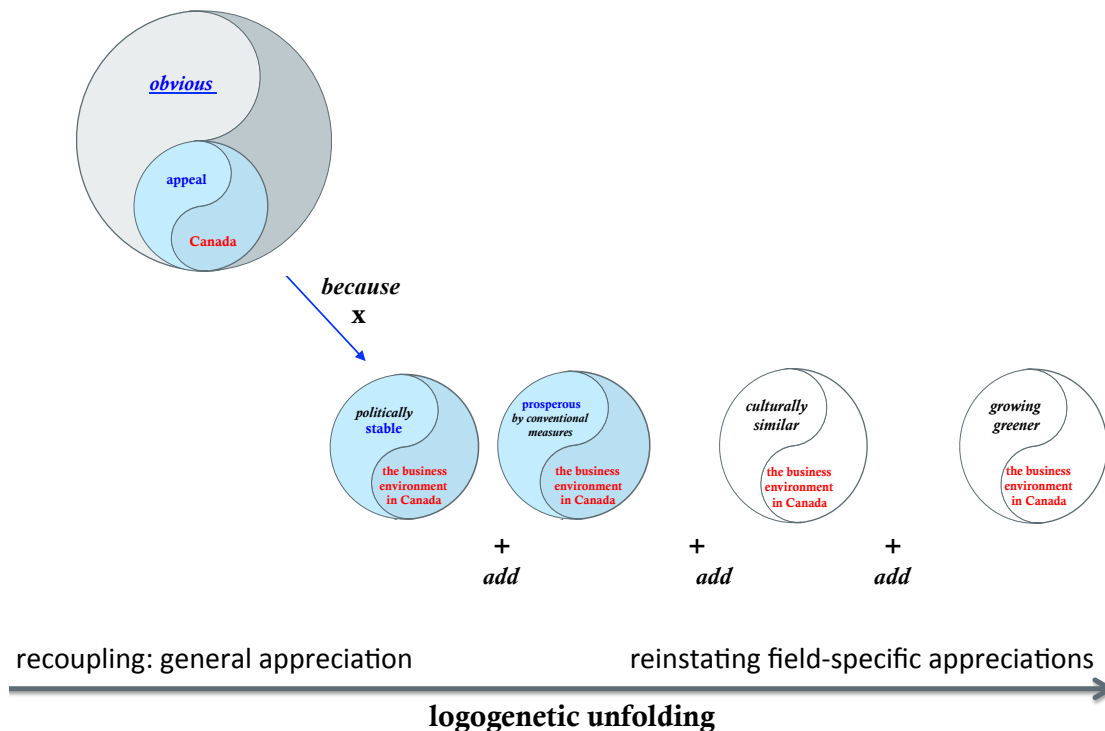 obvious
appeal
Canada
because
x
politically
stable
the business
environment
in Canada
prosperous
by conventional
measures
the business
environment
in Canada
culturally
similar
the business
environment
in Canada
growing
greener
the business
environment
in Canada
+
add
+
add
+
add
recoupling: general appreciation
reinstating field-specific appreciations
logogenetic unfolding